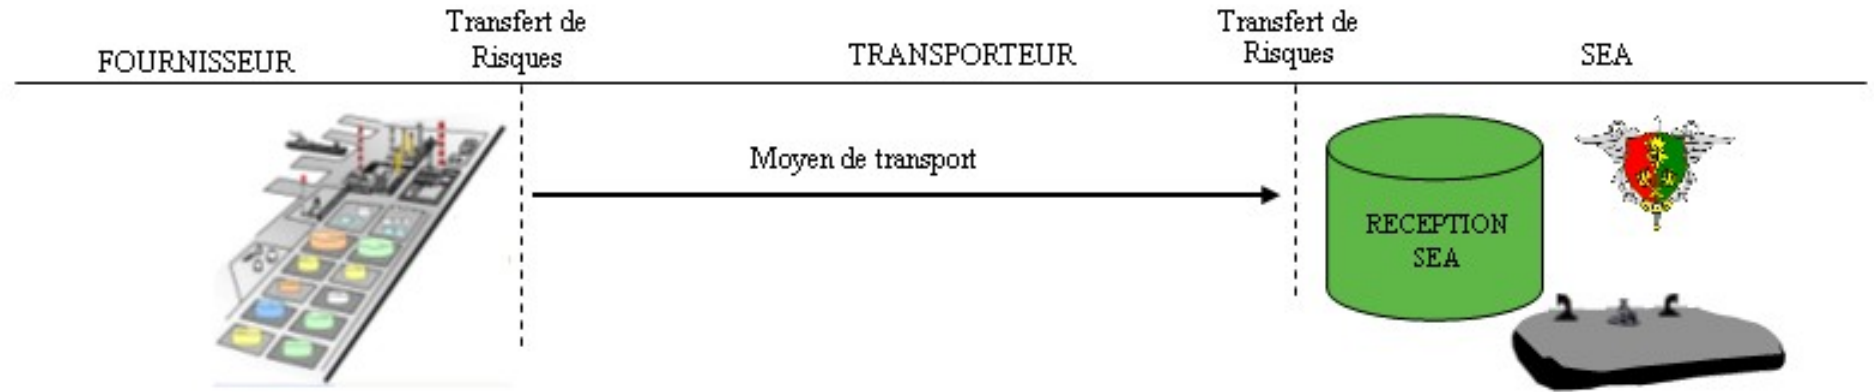 Transfert de
Risques
Transfert de
Risques
FOURNISSEUR
TRANSPORTEUR
SEA
Moyen de transport
RECEPTION
SEA